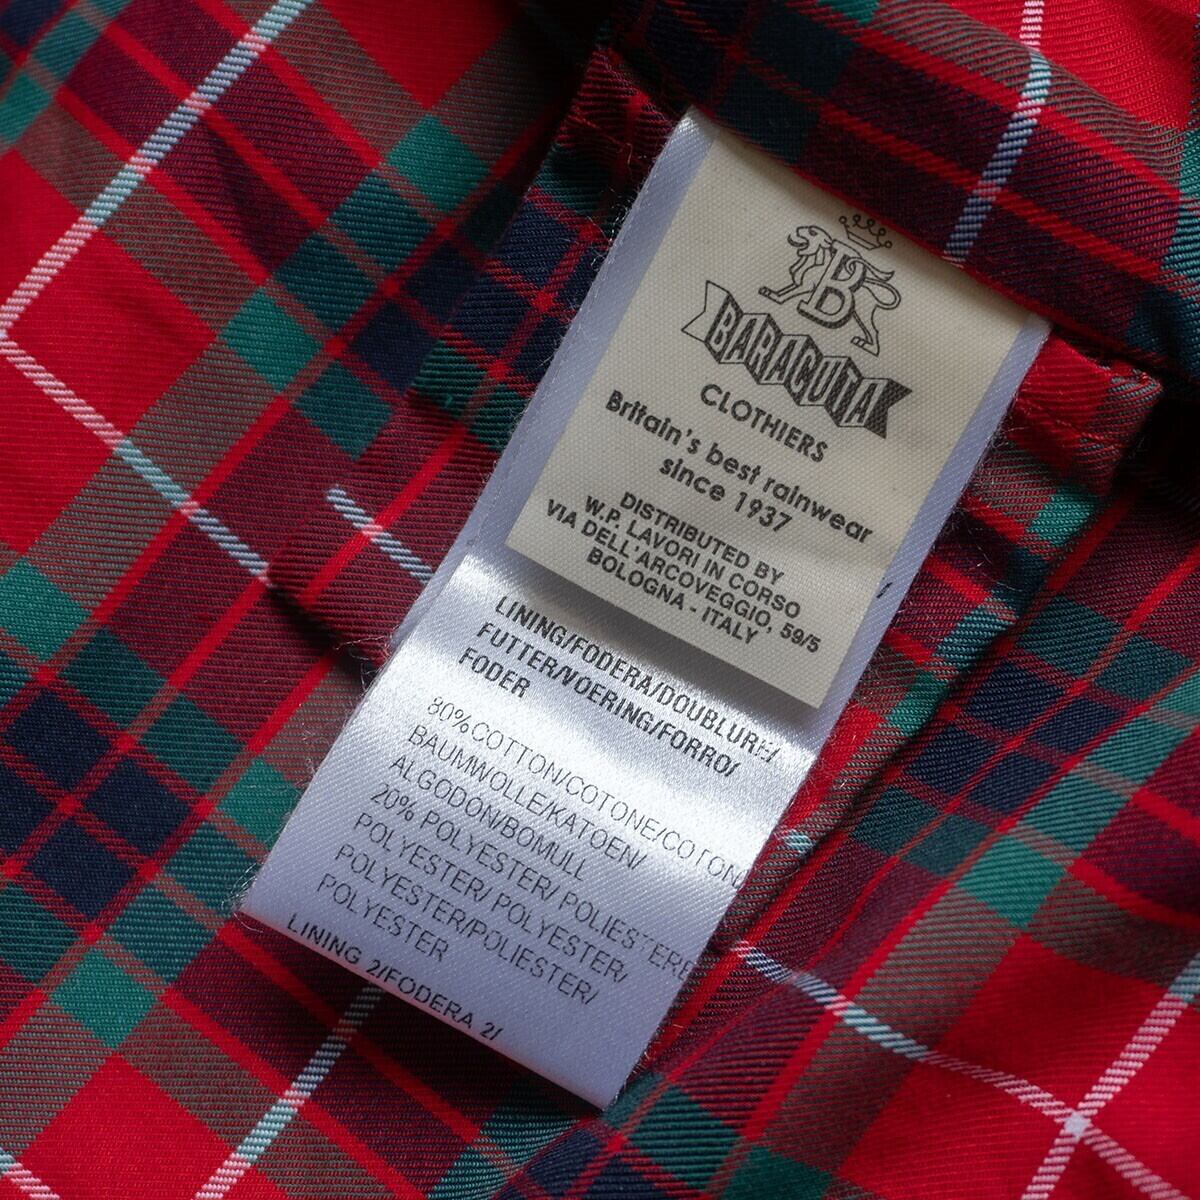 B
BARACUTA
CLOTHIERS
Britain's best rainwear
since 1937
DISTRIBUTED BY
W.P. LAVORI IN CORSO
VIA DELL'ARCOVEGGIO, 59/5
BOLOGNA - ITALY
LINING/FODERA/DOUBLURE/
FUTTER/VOERING/FORRO/
FODER
80%COTTON/COTONE/COTON/
BAUMWOLLE/KATOEN/
ALGODON/BOMULL
20% POLYESTER/ POLIESTERE
POLYESTER/ POLYESTER/
POLYESTER/POLIESTER/
POLYESTER
LINING 2/FODERA 2/